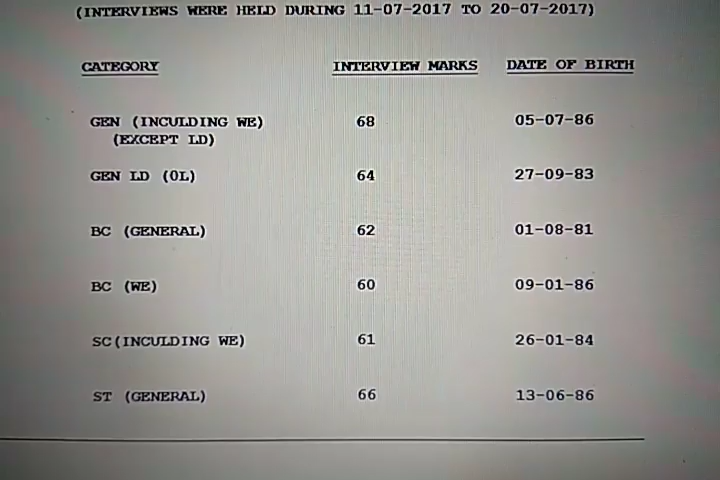 (INTERVIEWS WERE HELD DURING 11-07-2017 TO 20-07-2017)
CATEGORY INTERVIEW MARKS DATE OF BIRTH
GEN (INCULDING WE) 68 05-07-86
(EXCEPT LD)
GEN LD (OL) 64 27-09-83
BC (GENERAL) 62 01-08-81
BC (WE) 60 09-01-86
SC(INCULDING WE) 61 26-01-84
ST (GENERAL) 66 13-06-86